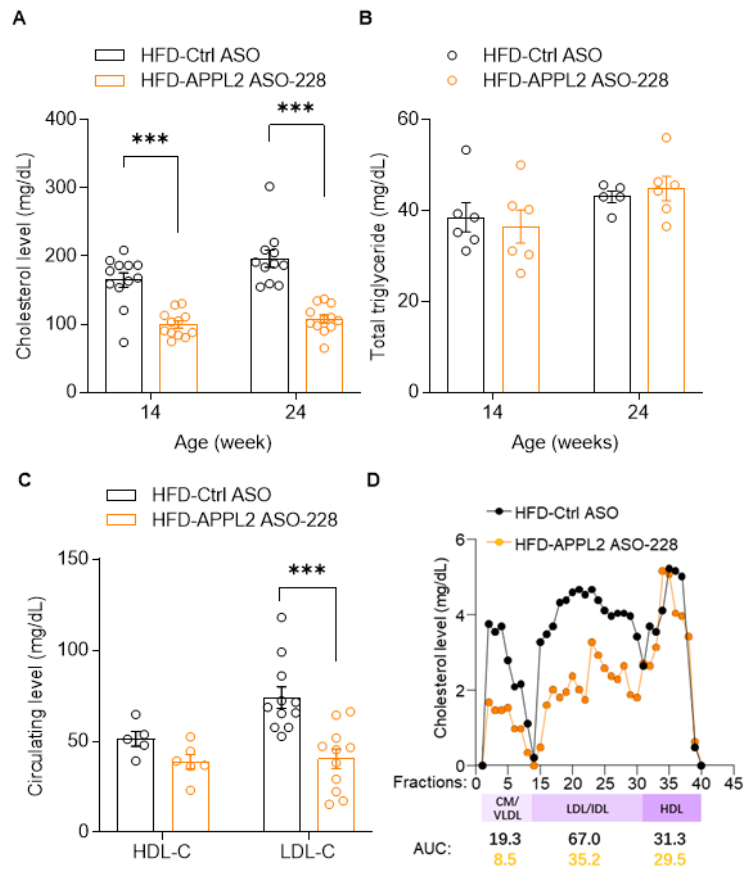 A
HFD-Ctrl ASO
HFD-APPL2 ASO-228
Cholesterol level (mg/dL)
400
300
200
100
0
***
***
14
24
Age (week)
B
HFD-Ctrl ASO
HFD-APPL2 ASO-228
Total triglyceride (mg/dL)
60
40
20
0
14
24
Age (weeks)
C
HFD-Ctrl ASO
HFD-APPL2 ASO-228
Circulating level (mg/dL)
150
100
50
0
***
HDL-C
LDL-C
D
HFD-Ctrl ASO
HFD-APPL2 ASO-228
Cholesterol level (mg/dL)
6
4
2
0
Fractions: 0 1 5 15 20 25 30 35 40 45
CM/
VLDL
LDL/IDL
HDL
AUC:
19.3 67.0 31.3
8.5 35.2 29.5